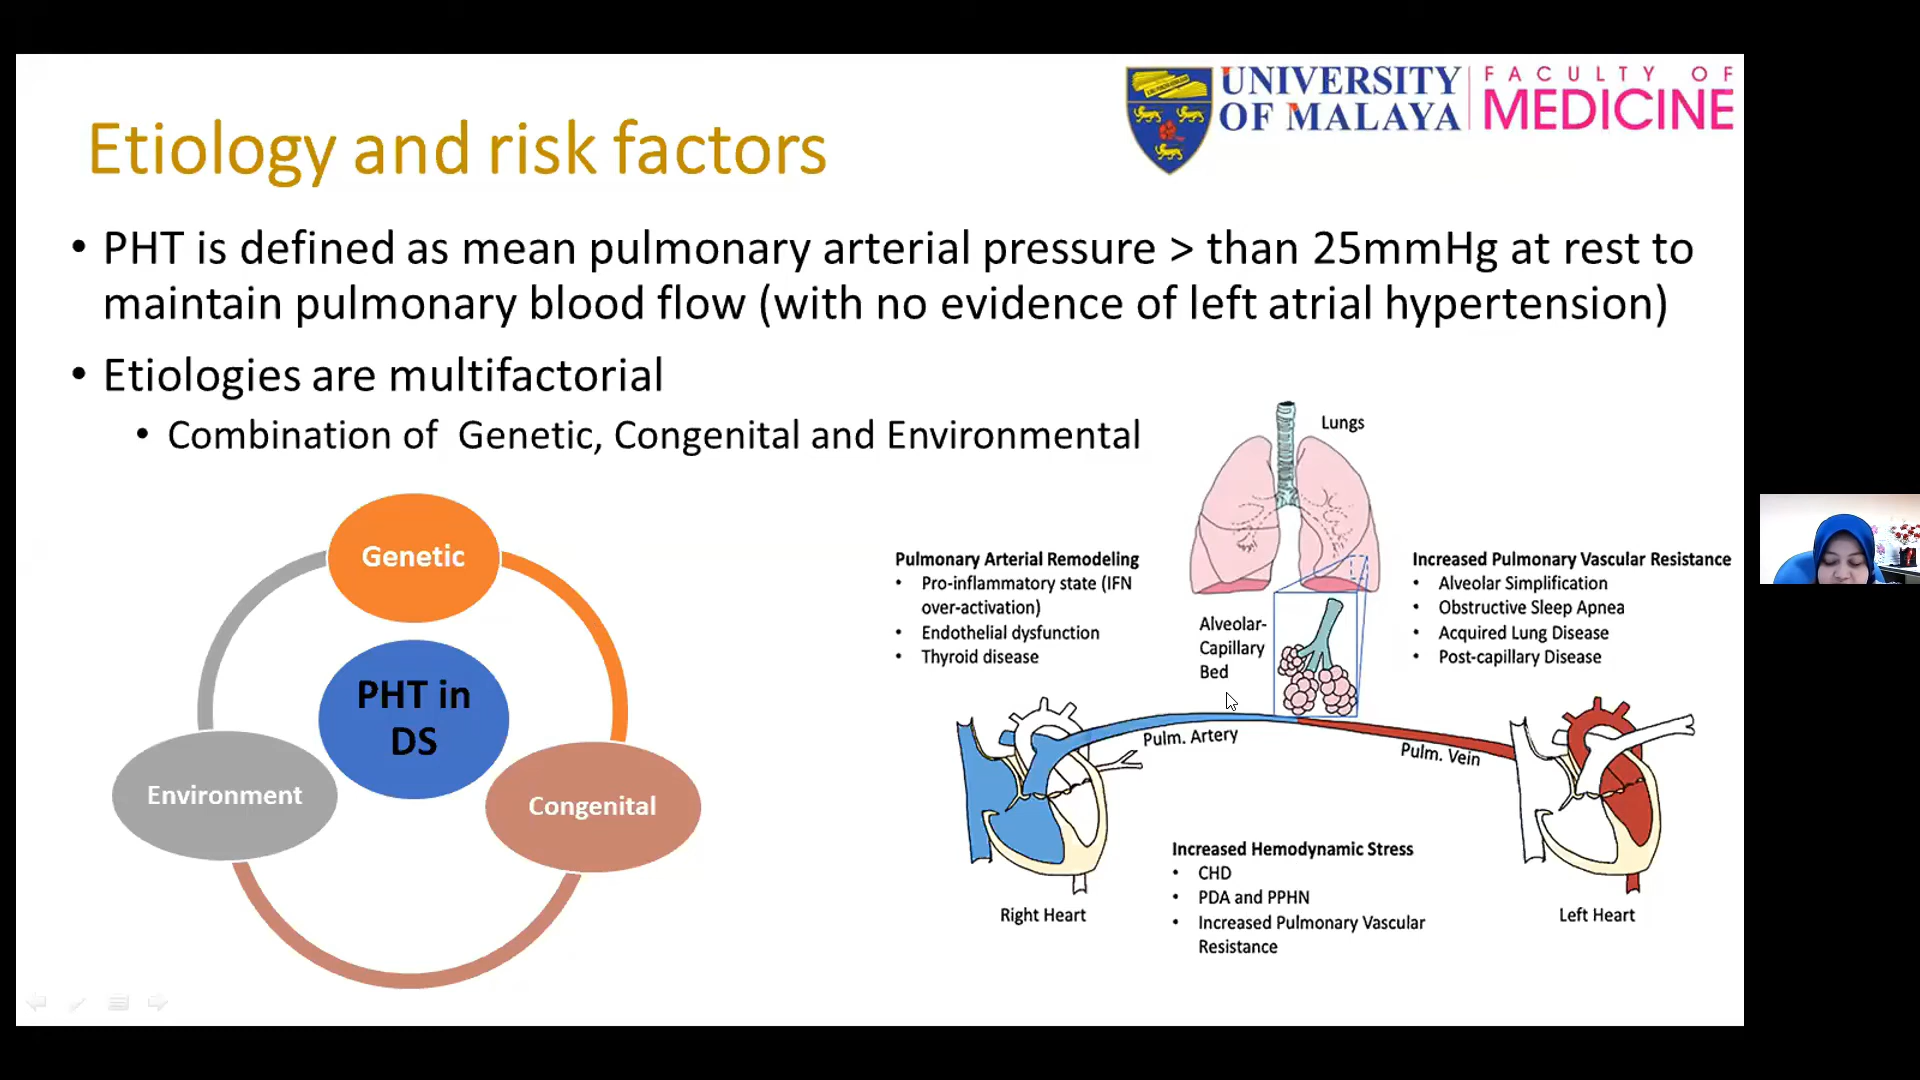 UNIVERSITY
OF MALAYA
FACULTY OF
MEDICINE
Etiology and risk factors
• PHT is defined as mean pulmonary arterial pressure > than 25mmHg at rest to
maintain pulmonary blood flow (with no evidence of left atrial hypertension)
• Etiologies are multifactorial
• Combination of Genetic, Congenital and Environmental
Genetic
PHT in
DS
Environment
Congenital
Lungs
Pulmonary Arterial Remodeling
• Pro-inflammatory state (IFN
over-activation)
• Endothelial dysfunction
• Thyroid disease
Alveolar-
Capillary
Bed
Increased Pulmonary Vascular Resistance
• Alveolar Simplification
• Obstructive Sleep Apnea
• Acquired Lung Disease
• Post-capillary Disease
Pulm. Artery
Pulm. Vein
Increased Hemodynamic Stress
• CHD
• PDA and PPHN
• Increased Pulmonary Vascular
Resistance
Right Heart
Left Heart